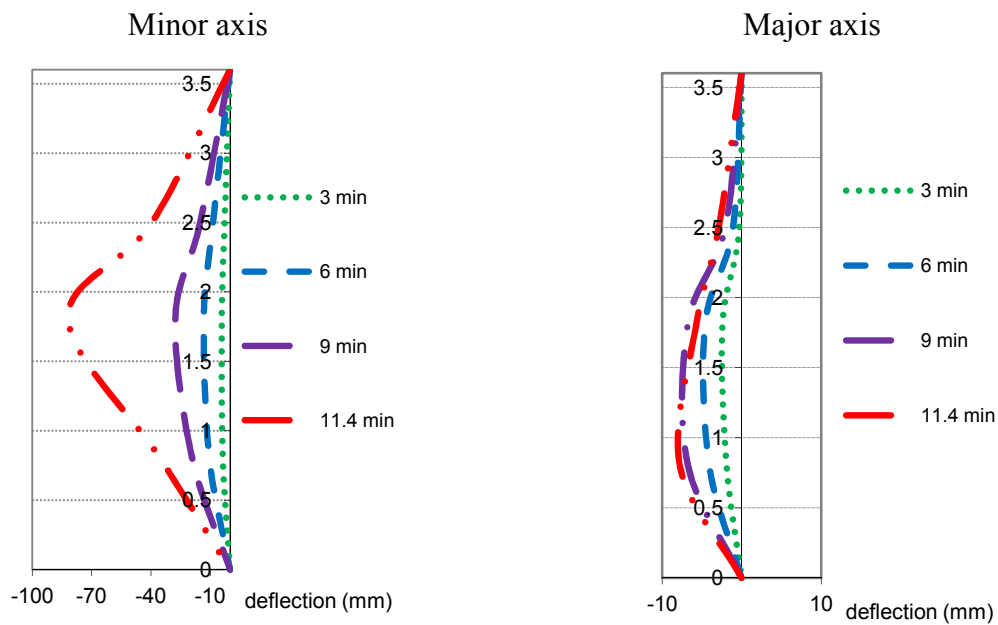 Minor axis
3.5
3
2.5
2
1.5
1
0.5
0
-100 -70 -40 -10
deflection (mm)
3 min
6 min
9 min
11.4 min
Major axis
3.5
3
2.5
2
1.5
1
0.5
0
-10 10
deflection (mm)
3 min
6 min
9 min
11.4 min